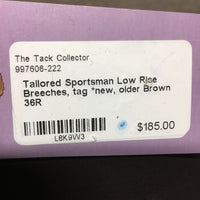 The Tack Collector
997606-222
Tailored Sportsman Low Rise
Breeches, tag *new, older Brown
36R
$185.00
L8K9W3